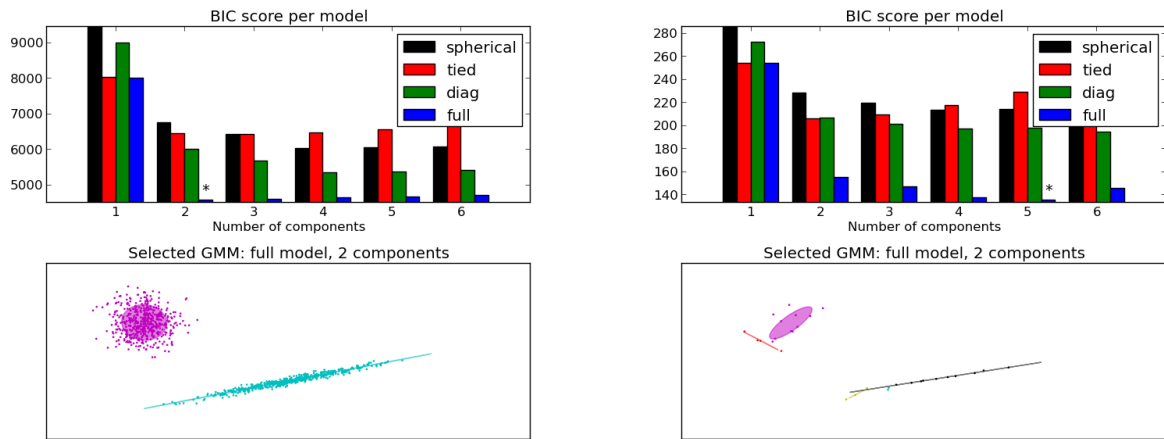 BIC score per model
9000
8000
7000
6000
5000
spherical
tied
diag
full
*
1 2 3 4 5 6
Number of components
Selected GMM: full model, 2 components
BIC score per model
280
260
240
220
200
180
160
140
spherical
tied
diag
full
*
1 2 3 4 5 6
Number of components
Selected GMM: full model, 2 components